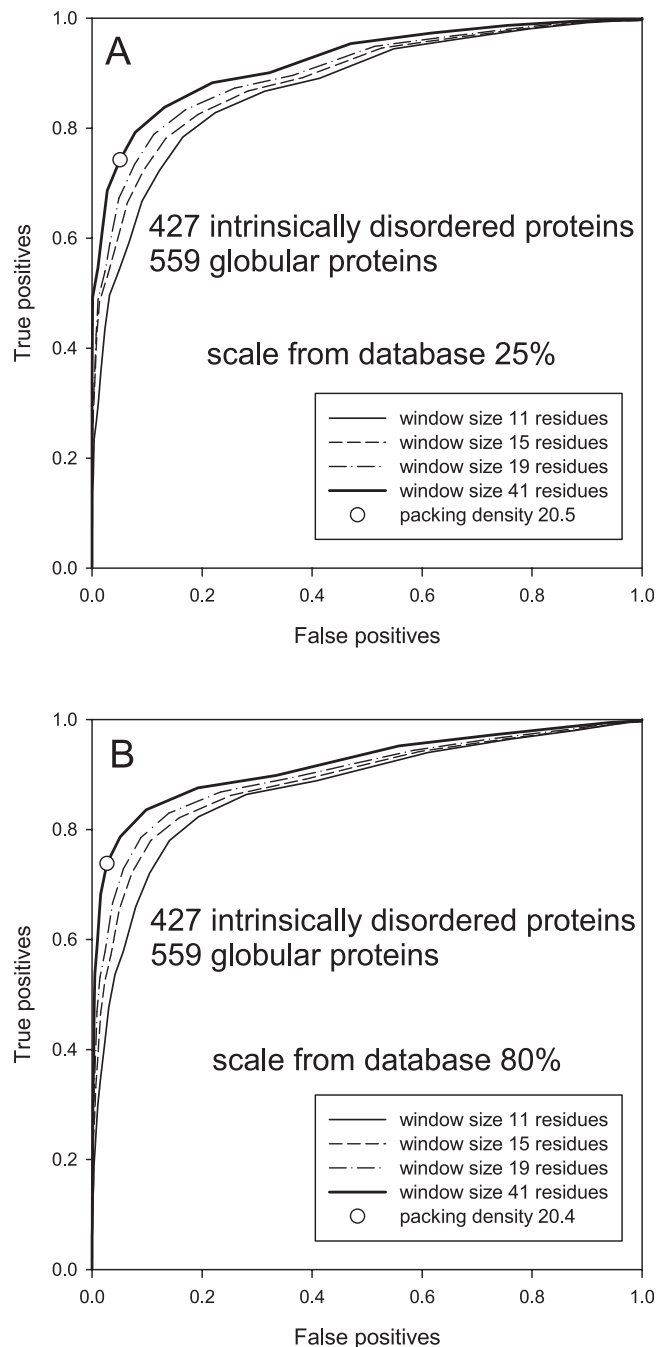 A
1.0
0.8
0.6
0.4
0.2
0.0
True positives
427 intrinsically disordered proteins
559 globular proteins
scale from database 25%
window size 11 residues
window size 15 residues
window size 19 residues
window size 41 residues
packing density 20.5
0.0 0.2 0.4 0.6 0.8 1.0
False positives
B
1.0
0.8
0.6
0.4
0.2
0.0
True positives
427 intrinsically disordered proteins
559 globular proteins
scale from database 80%
window size 11 residues
window size 15 residues
window size 19 residues
window size 41 residues
packing density 20.4
0.0 0.2 0.4 0.6 0.8 1.0
False positives